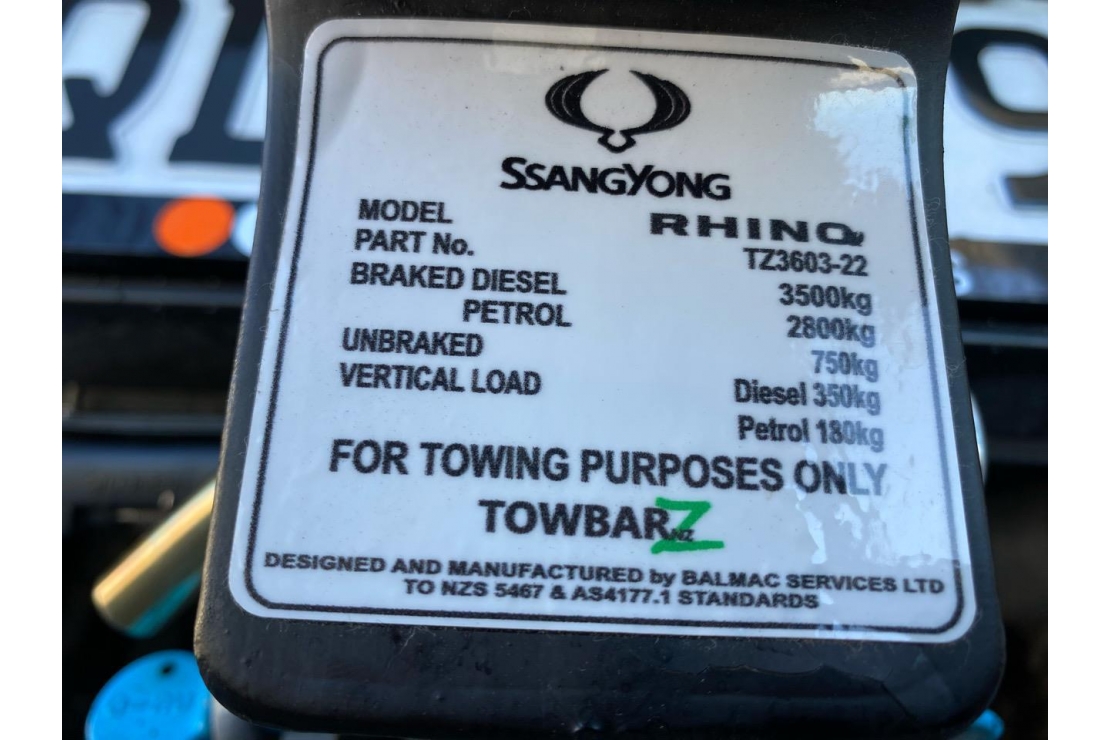 SSANGYONG
MODEL RHINO
PART No. TZ3603-22
BRAKED DIESEL 3500kg
PETROL 2800kg
UNBRAKED 750kg
VERTICAL LOAD Diesel 350kg
Petrol 180kg
FOR TOWING PURPOSES ONLY
TOWBARZ NZ
DESIGNED AND MANUFACTURED by BALMAC SERVICES LTD
TO NZS 5467 & AS4177.1 STANDARDS